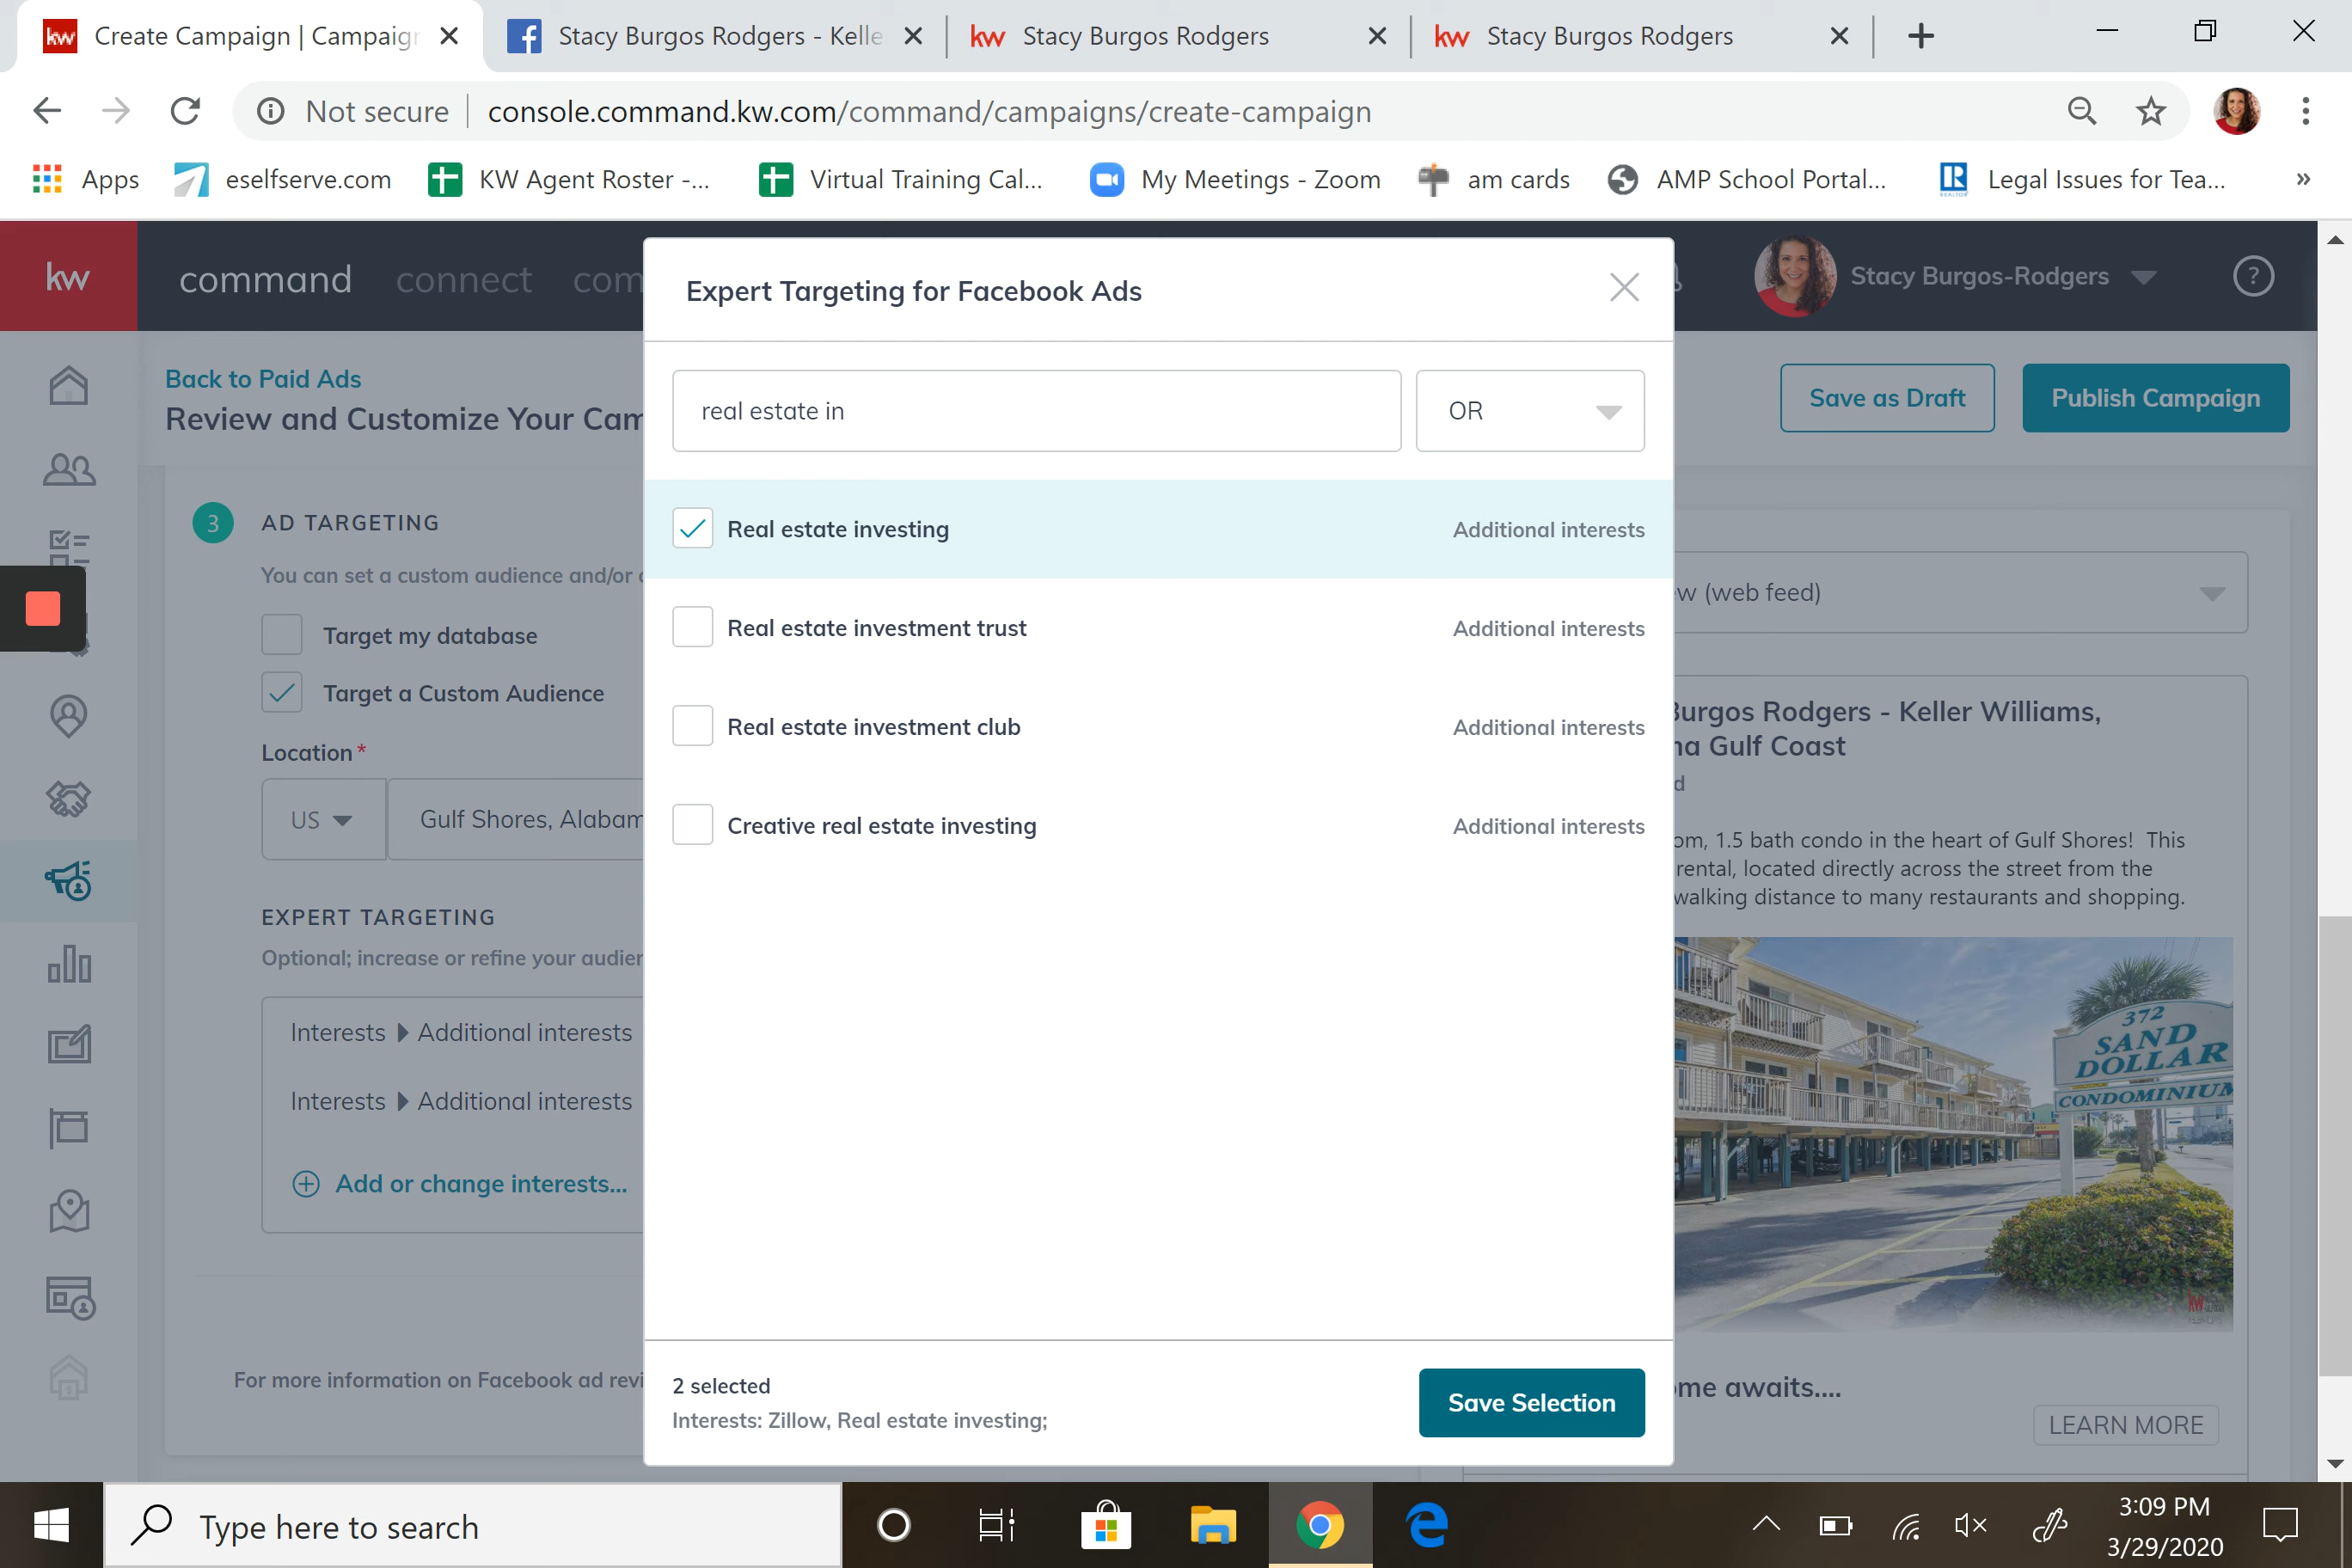 kw Create Campaign | Campaign
Stacy Burgos Rodgers - Kelle
kw Stacy Burgos Rodgers
kw Stacy Burgos Rodgers
Not secure
console.command.kw.com/command/campaigns/create-campaign
Apps
eselfserve.com
KW Agent Roster -...
Virtual Training Cal...
My Meetings - Zoom
am cards
AMP School Portal...
Legal Issues for Tea...
»
kw
command
connect
com
Stacy Burgos-Rodgers
?
Back to Paid Ads
Review and Customize Your Cam
Save as Draft
Publish Campaign
3
AD TARGETING
You can set a custom audience and/or
Target my database
Target a Custom Audience
Location *
US
Gulf Shores, Alabam
EXPERT TARGETING
Optional; increase or refine your audien
Interests Additional interests
Interests Additional interests
Add or change interests...
For more information on Facebook ad revi
Expert Targeting for Facebook Ads
real estate in
OR
Real estate investing
Additional interests
Real estate investment trust
Additional interests
Real estate investment club
Additional interests
Creative real estate investing
Additional interests
2 selected
Interests: Zillow, Real estate investing;
Save Selection
w (web feed)
Burgos Rodgers - Keller Williams,
na Gulf Coast
d
om, 1.5 bath condo in the heart of Gulf Shores! This
rental, located directly across the street from the
walking distance to many restaurants and shopping.
372
SAND
DOLLAR
CONDOMINIUM
kw
ome awaits....
LEARN MORE
Type here to search
3:09 PM
3/29/2020